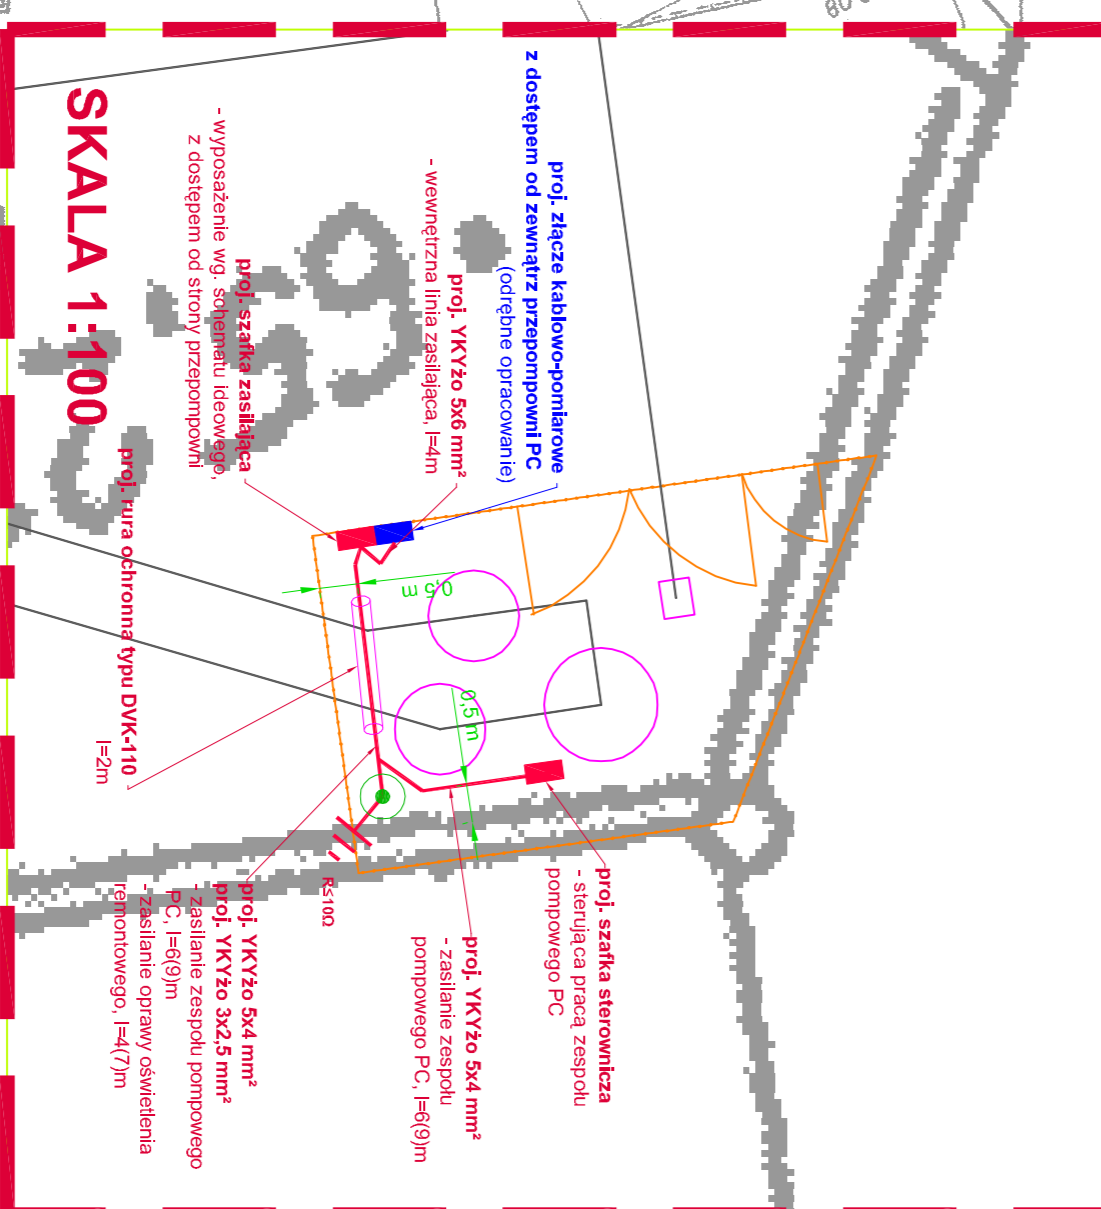 SKALA 1:100
proj. złącze kablowo-pomiarowe
z dostępem od zewnątrz przepompowni PC
(odrębne opracowanie)
proj. YKYżo 5x6 mm²
- wewnętrzna linia zasilająca, l=4m
proj. szafka zasilająca
- wyposażenie wg. schematu ideowego,
z dostępem od strony przepompowni
proj. rura ochronna typu DVK-110
l=2m
0,5 m
0,5 m
R≤10Ω
proj. szafka sterownicza
- sterująca pracą zespołu
pompowego PC
proj. YKYżo 5x4 mm²
- zasilanie zespołu
pompowego PC, l=6(9)m
proj. YKYżo 5x4 mm²
proj. YKYżo 3x2,5 mm²
- zasilanie zespołu pompowego
PC, l=6(9)m
- zasilanie oprawy oświetlenia
remontowego, l=4(7)m